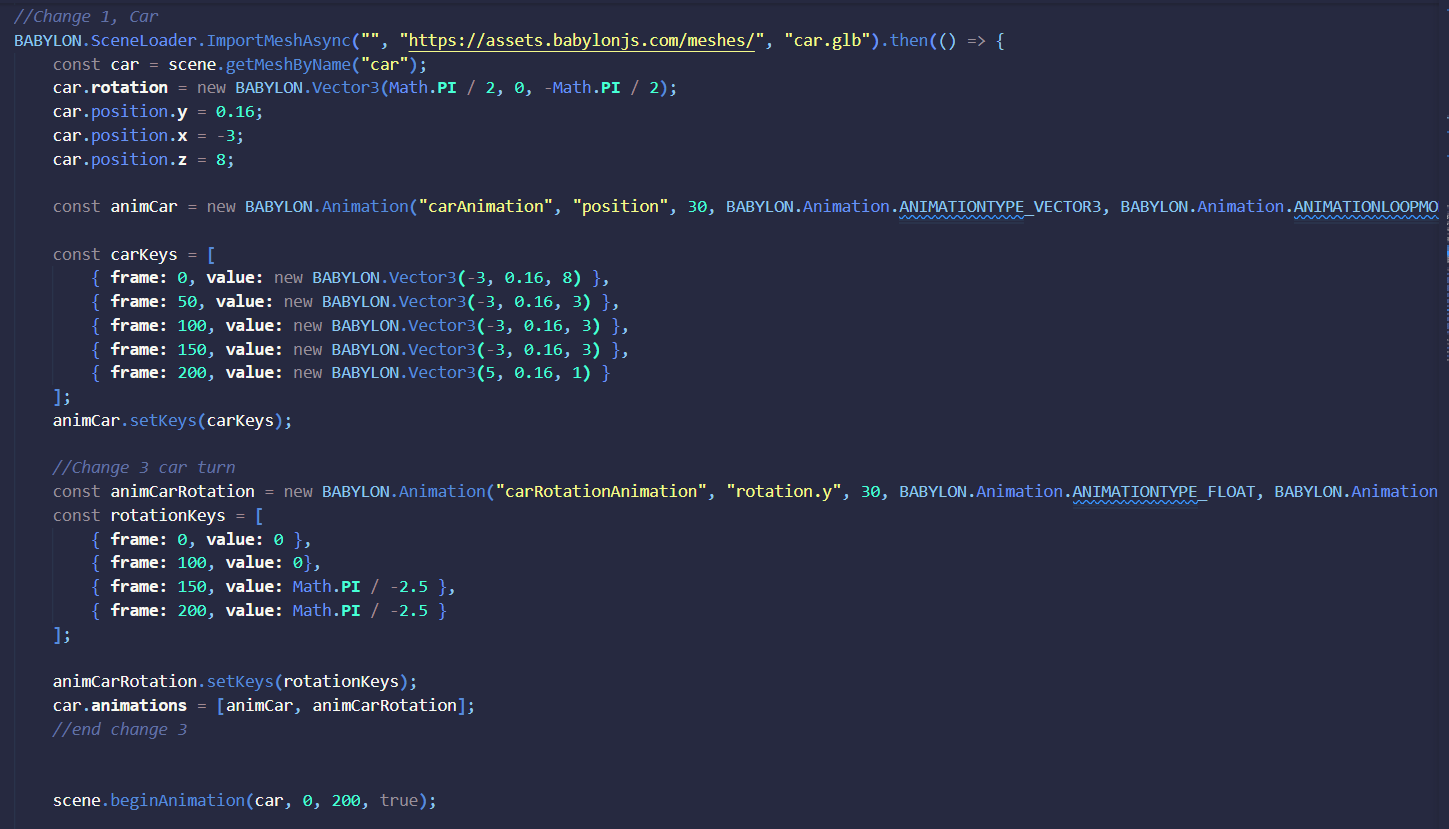 //Change 1, Car
BABYLON.SceneLoader.ImportMeshAsync("", "https://assets.babylonjs.com/meshes/", "car.glb").then(() => {
    const car = scene.getMeshByName("car");
    car.rotation = new BABYLON.Vector3(Math.PI / 2, 0, -Math.PI / 2);
    car.position.y = 0.16;
    car.position.x = -3;
    car.position.z = 8;

    const animCar = new BABYLON.Animation("carAnimation", "position", 30, BABYLON.Animation.ANIMATIONTYPE_VECTOR3, BABYLON.Animation.ANIMATIONLOOPMO

    const carKeys = [
        { frame: 0, value: new BABYLON.Vector3(-3, 0.16, 8) },
        { frame: 50, value: new BABYLON.Vector3(-3, 0.16, 3) },
        { frame: 100, value: new BABYLON.Vector3(-3, 0.16, 3) },
        { frame: 150, value: new BABYLON.Vector3(-3, 0.16, 3) },
        { frame: 200, value: new BABYLON.Vector3(5, 0.16, 1) }
    ];
    animCar.setKeys(carKeys);

    //Change 3 car turn
    const animCarRotation = new BABYLON.Animation("carRotationAnimation", "rotation.y", 30, BABYLON.Animation.ANIMATIONTYPE_FLOAT, BABYLON.Animation
    const rotationKeys = [
        { frame: 0, value: 0 },
        { frame: 100, value: 0},
        { frame: 150, value: Math.PI / -2.5 },
        { frame: 200, value: Math.PI / -2.5 }
    ];

    animCarRotation.setKeys(rotationKeys);
    car.animations = [animCar, animCarRotation];
    //end change 3

    scene.beginAnimation(car, 0, 200, true);